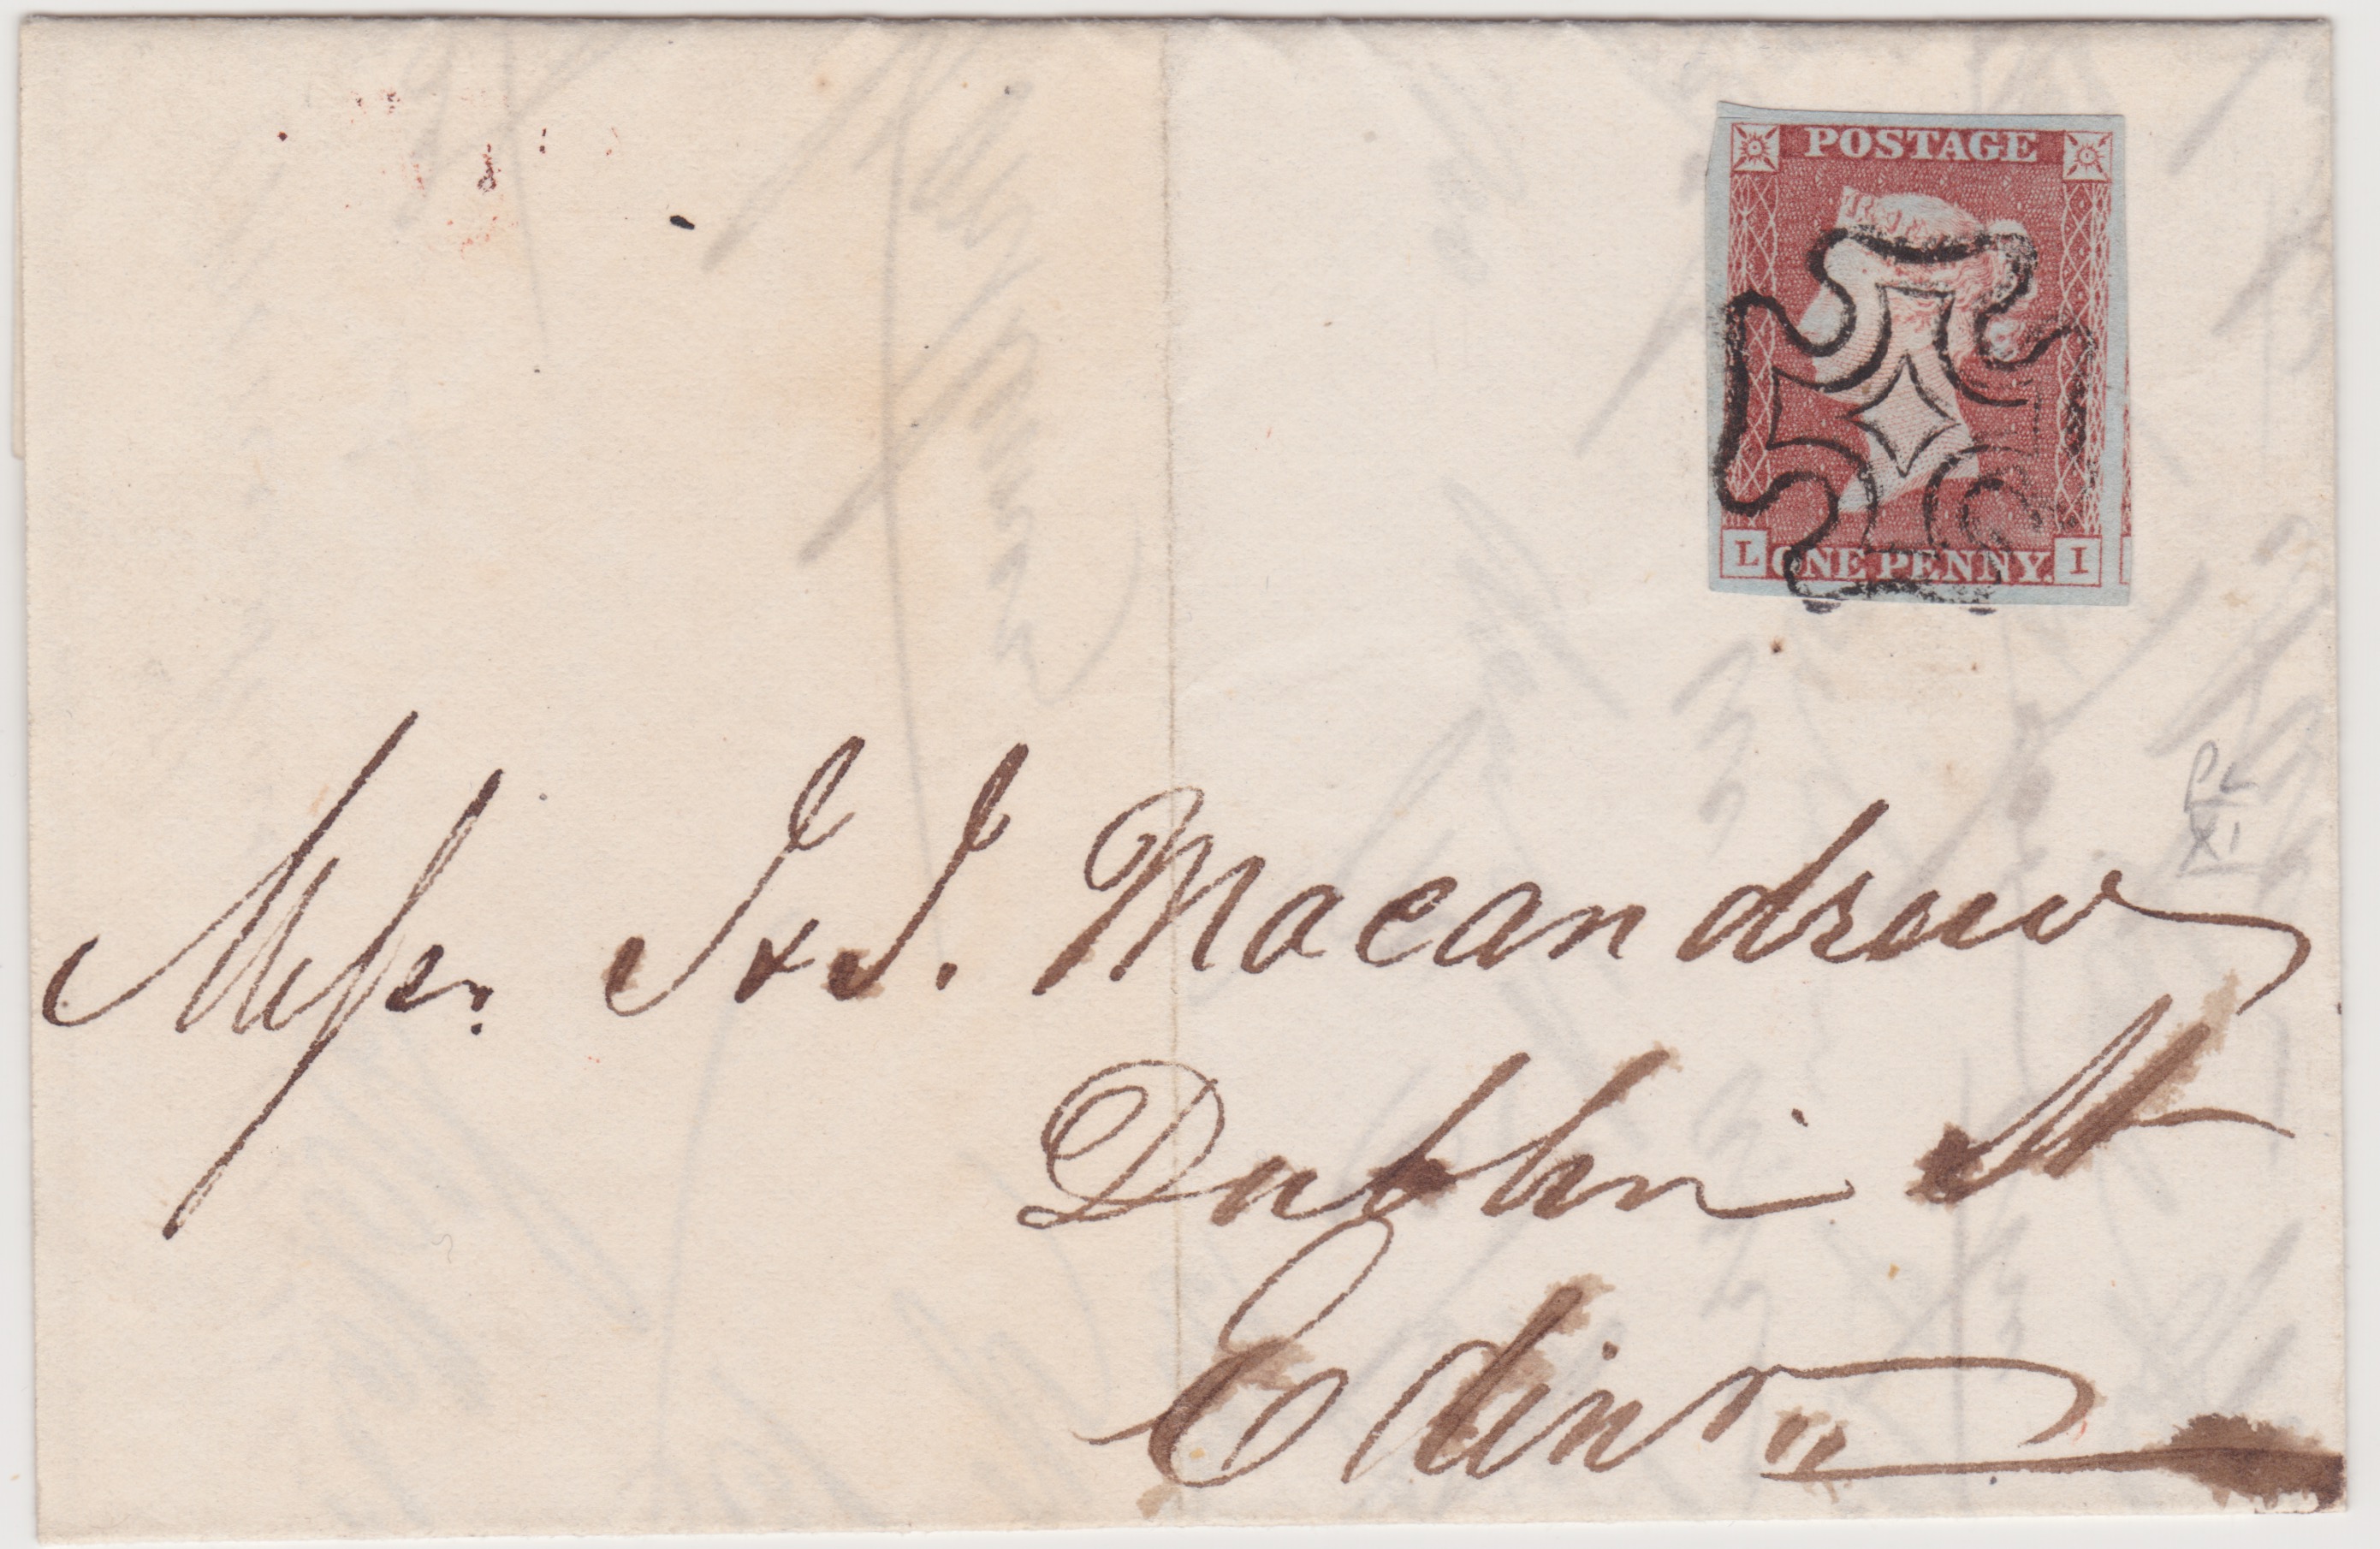 POSTAGE
L ONE PENNY. I
Messrs. J & J. Macandrew
Dublin St
Edinr